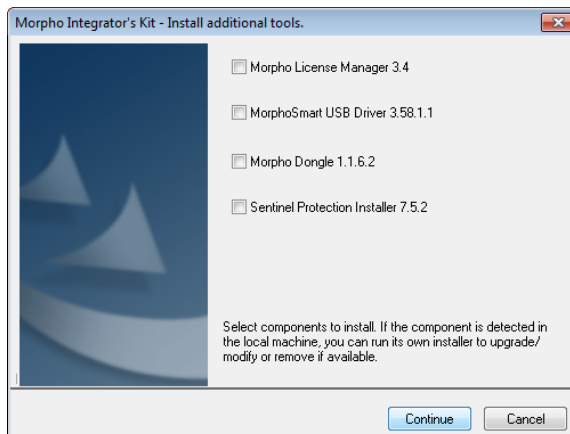 Morpho Integrator's Kit - Install additional tools.
Morpho License Manager 3.4
MorphoSmart USB Driver 3.58.1.1
Morpho Dongle 1.1.6.2
Sentinel Protection Installer 7.5.2
Select components to install. If the component is detected in
the local machine, you can run its own installer to upgrade/
modify or remove if available.
Continue
Cancel